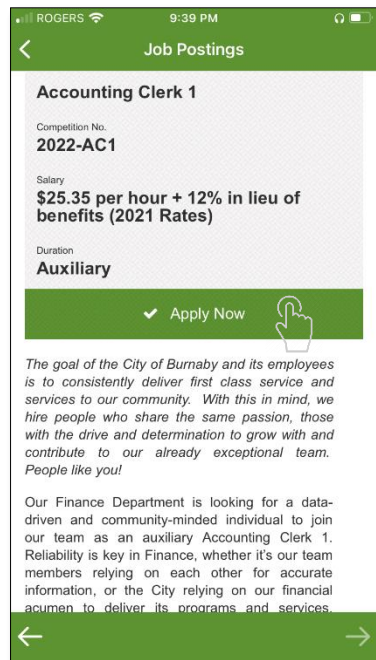 ROGERS 9:39 PM
Job Postings
Accounting Clerk 1
Competition No.
2022-AC1
Salary
$25.35 per hour + 12% in lieu of
benefits (2021 Rates)
Duration
Auxiliary
Apply Now
The goal of the City of Burnaby and its employees
is to consistently deliver first class service and
services to our community. With this in mind, we
hire people who share the same passion, those
with the drive and determination to grow with and
contribute to our already exceptional team.
People like you!
Our Finance Department is looking for a data-
driven and community-minded individual to join
our team as an auxiliary Accounting Clerk 1.
Reliability is key in Finance, whether it's our team
members relying on each other for accurate
information, or the City relying on our financial
acumen to deliver its programs and services.